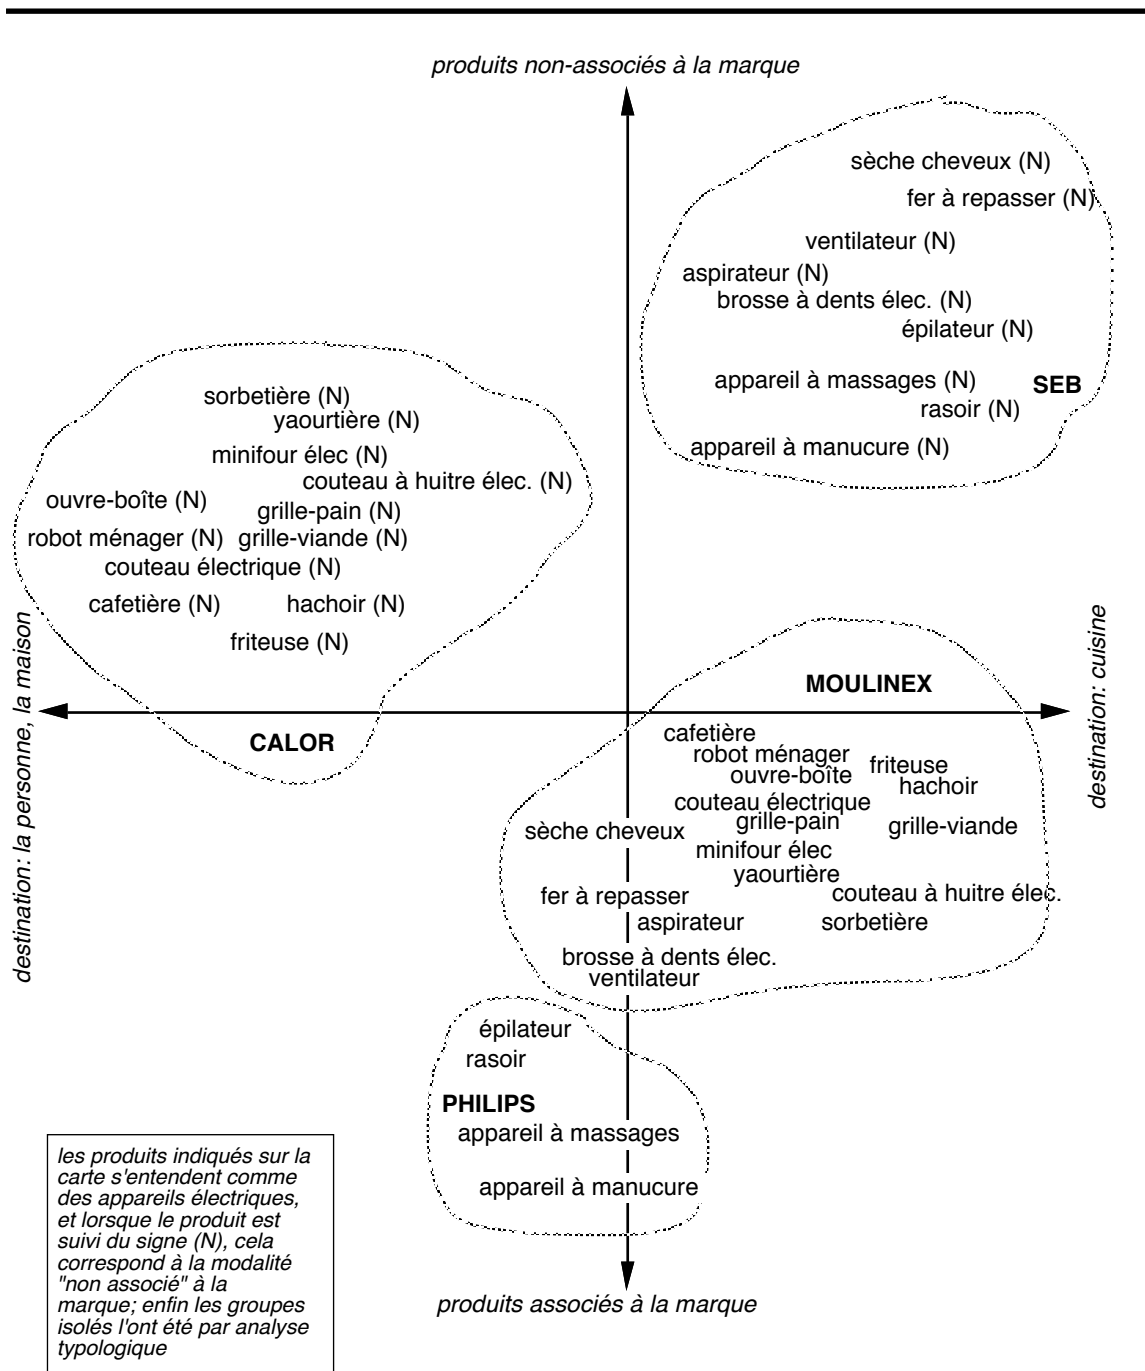 produits non-associés à la marque
sèche cheveux (N)
fer à repasser (N)
ventilateur (N)
aspirateur (N)
brosse à dents élec. (N)
épilateur (N)
appareil à massages (N)
SEB
rasoir (N)
appareil à manucure (N)
sorbetière (N)
yaourtière (N)
minifour élec (N)
couteau à huitre élec. (N)
ouvre-boîte (N)
grille-pain (N)
robot ménager (N)
grille-viande (N)
couteau électrique (N)
cafetière (N)
hachoir (N)
friteuse (N)
CALOR
destination: la personne, la maison
destination: cuisine
MOULINEX
cafetière
robot ménager
friteuse
ouvre-boîte
hachoir
couteau électrique
grille-pain
grille-viande
sèche cheveux
minifour élec
yaourtière
couteau à huitre élec.
fer à repasser
aspirateur
sorbetière
brosse à dents élec.
ventilateur
épilateur
rasoir
PHILIPS
appareil à massages
appareil à manucure
produits associés à la marque
les produits indiqués sur la
carte s'entendent comme
des appareils électriques,
et lorsque le produit est
suivi du signe (N), cela
correspond à la modalité
"non associé" à la
marque; enfin les groupes
isolés l'ont été par analyse
typologique